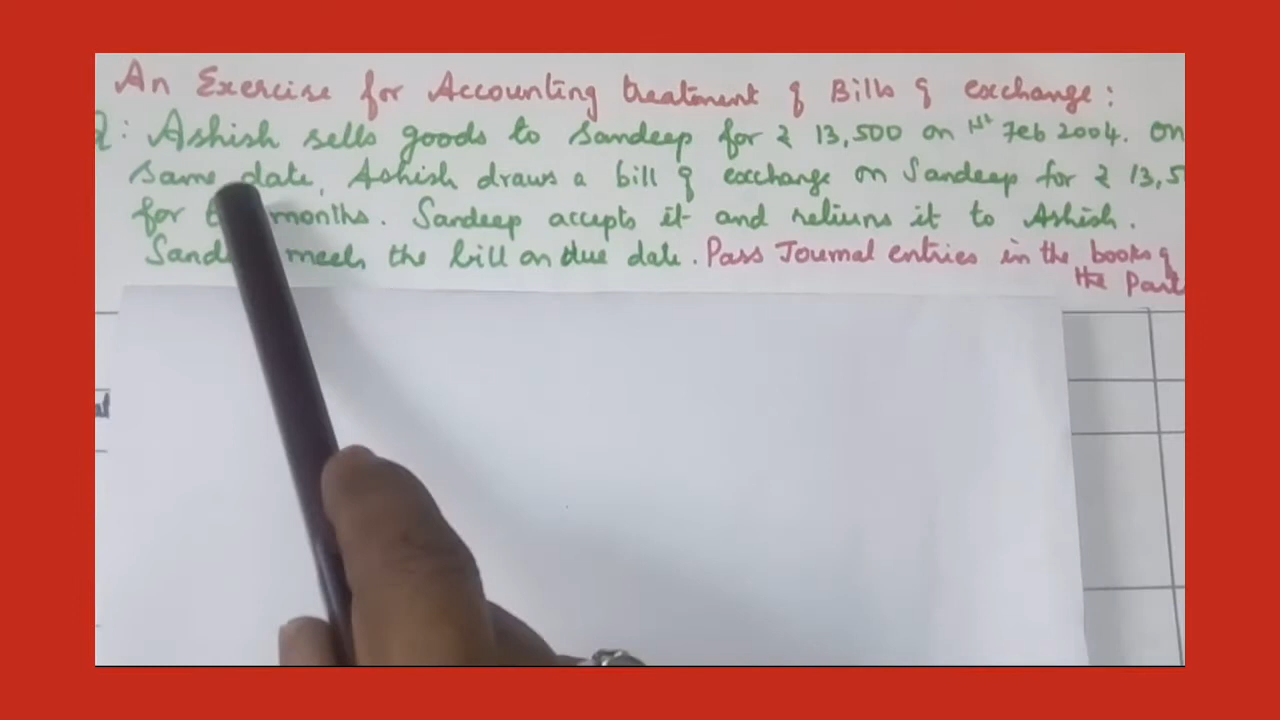 An Exercise for Accounting treatment of Bills of exchange:
Q: Ashish sells goods to Sandeep for ₹ 13,500 on 1st Feb 2004. On
same date, Ashish draws a bill of exchange on Sandeep for ₹ 13,5
for months. Sandeep accepts it and returns it to Ashish.
meets the bill on due date. Pass Journal entries in the books of
the Part